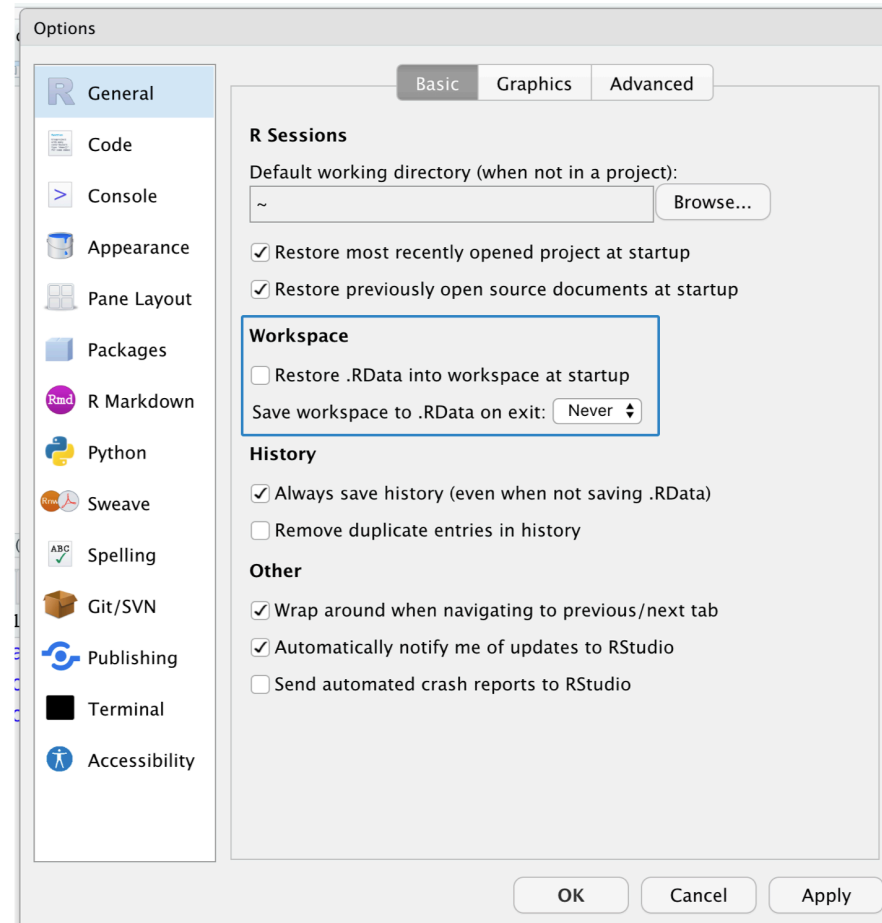 Options
General
Code
Console
Appearance
Pane Layout
Packages
Rmd R Markdown
Python
Sweave
ABC Spelling
Git/SVN
Publishing
Terminal
Accessibility
Basic Graphics Advanced
R Sessions
Default working directory (when not in a project):
~ Browse...
Restore most recently opened project at startup
Restore previously open source documents at startup
Workspace
Restore .RData into workspace at startup
Save workspace to .RData on exit: Never
History
Always save history (even when not saving .RData)
Remove duplicate entries in history
Other
Wrap around when navigating to previous/next tab
Automatically notify me of updates to RStudio
Send automated crash reports to RStudio
OK Cancel Apply